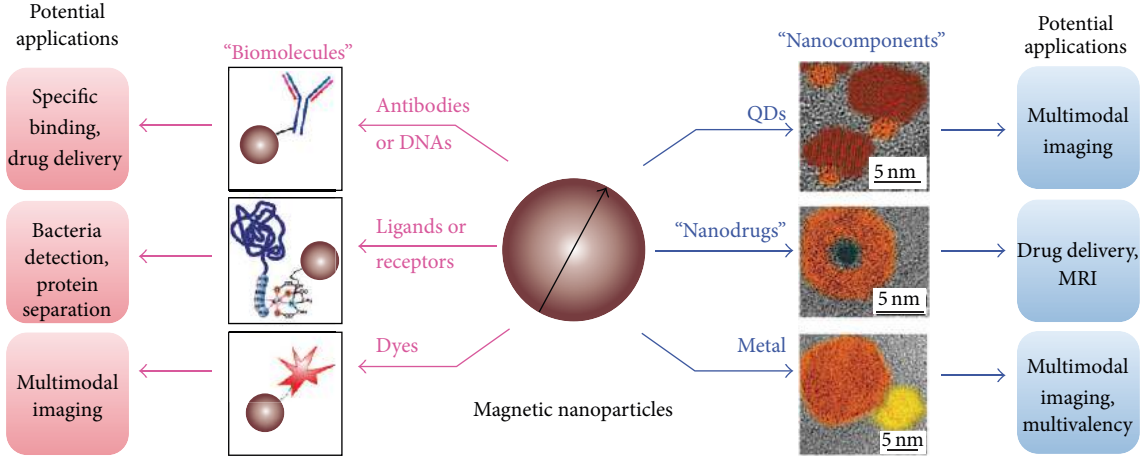 Potential
applications
"Biomolecules"
Specific
binding,
drug delivery
Antibodies
or DNAs
Bacteria
detection,
protein
separation
Ligands or
receptors
Multimodal
imaging
Dyes
Magnetic nanoparticles
"Nanocomponents"
Potential
applications
QDs
5 nm
Multimodal
imaging
"Nanodrugs"
5 nm
Drug delivery,
MRI
Metal
5 nm
Multimodal
imaging,
multivalency